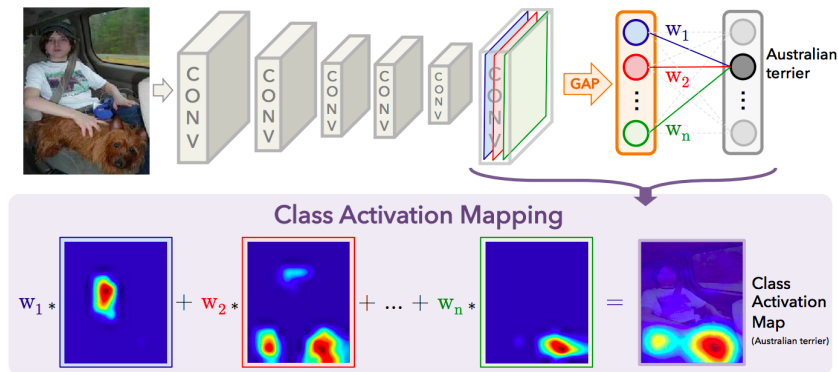 CONV
CONV
CONV
CONV
CONV
CONV
GAP
w1
w2
wn
Australian
terrier
Class Activation Mapping
w1 * + w2 * + ... + wn * =
Class
Activation
Map
(Australian terrier)